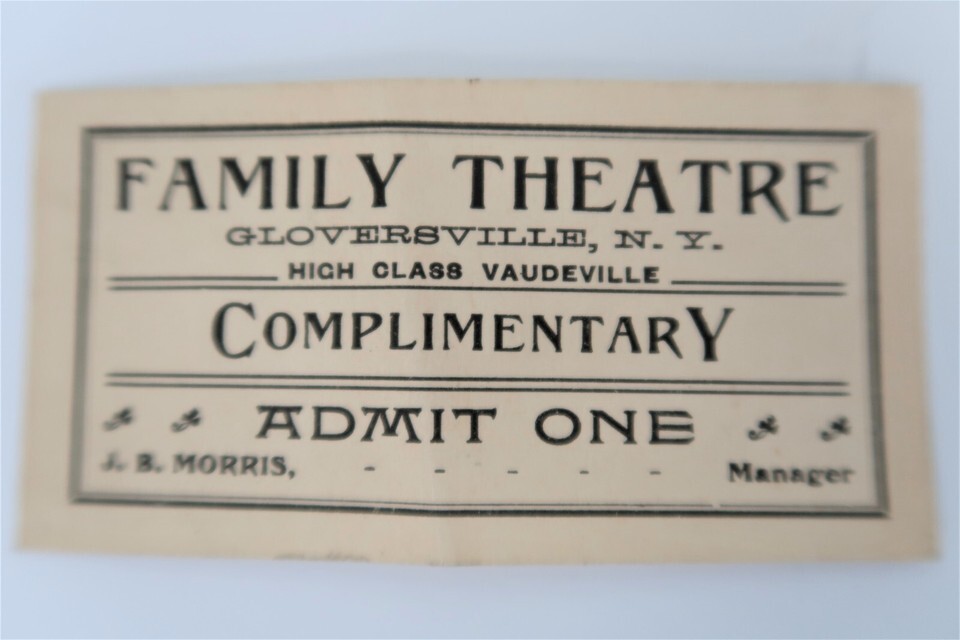 FAMILY THEATRE
GLOVERSVILLE, N. Y.
HIGH CLASS VAUDEVILLE
COMPLIMENTARY
ADMIT ONE
J. B. MORRIS, - - - - - Manager